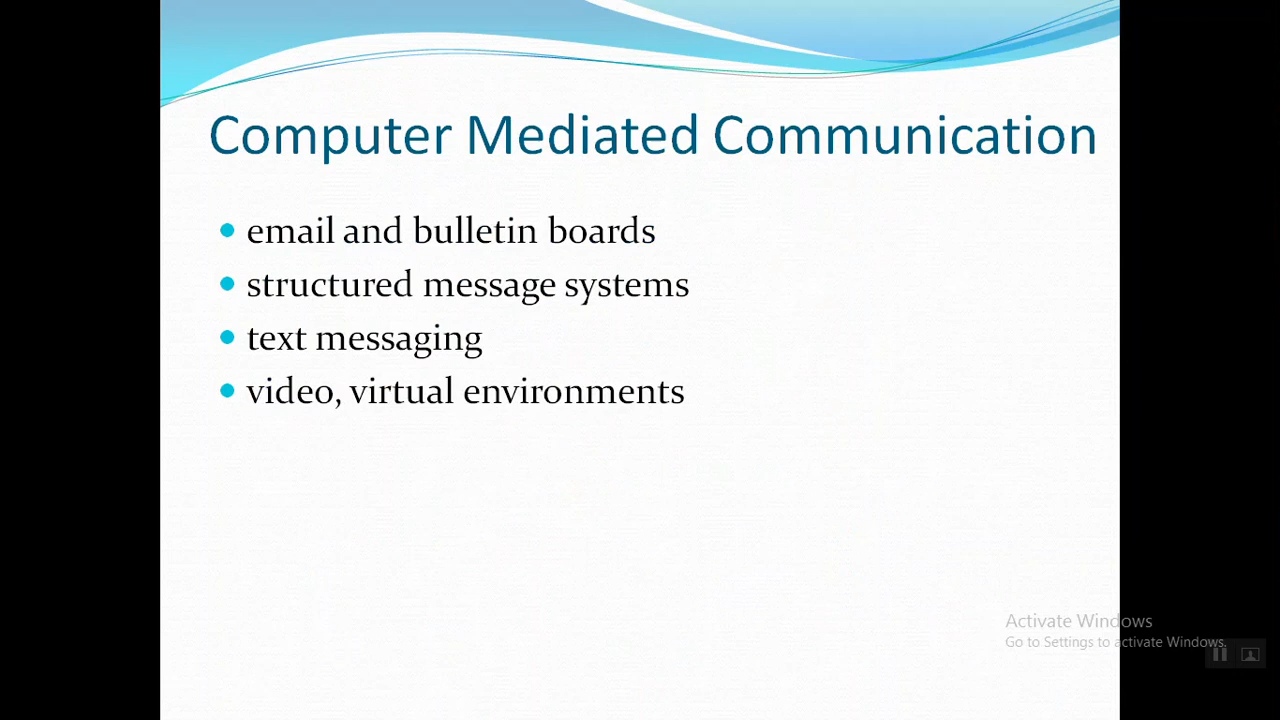 Computer Mediated Communication
email and bulletin boards
structured message systems
text messaging
video, virtual environments
Activate Windows
Go to Settings to activate Windows.